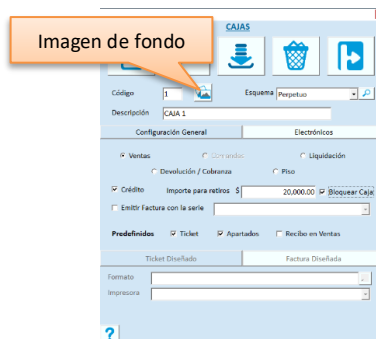 CAJAS
Imagen de fondo
Código 1 Esquema Perpetuo
Descripción CAJA 1
Configuración General Electrónicos
Ventas Comandas Liquidación
Devolución / Cobranza Piso
Crédito Importe para retiros $ 20,000.00 Bloquear Caja
Emitir Factura con la serie
Predefinidos Ticket Apartados Recibo en Ventas
Ticket Diseñado Factura Diseñada
Formato
Impresora
?